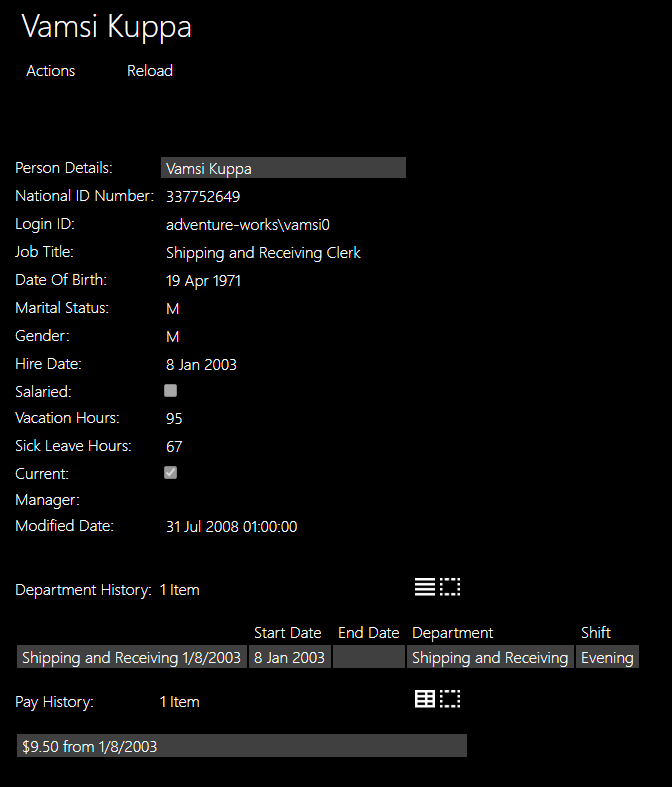 Vamsi Kuppa
Actions Reload
Person Details: Vamsi Kuppa
National ID Number: 337752649
Login ID: adventure-works\vamsi0
Job Title: Shipping and Receiving Clerk
Date Of Birth: 19 Apr 1971
Marital Status: M
Gender: M
Hire Date: 8 Jan 2003
Salaried:
Vacation Hours: 95
Sick Leave Hours: 67
Current:
Manager:
Modified Date: 31 Jul 2008 01:00:00
Department History: 1 Item
Start Date End Date Department Shift
Shipping and Receiving 1/8/2003 8 Jan 2003 Shipping and Receiving Evening
Pay History: 1 Item
$9.50 from 1/8/2003